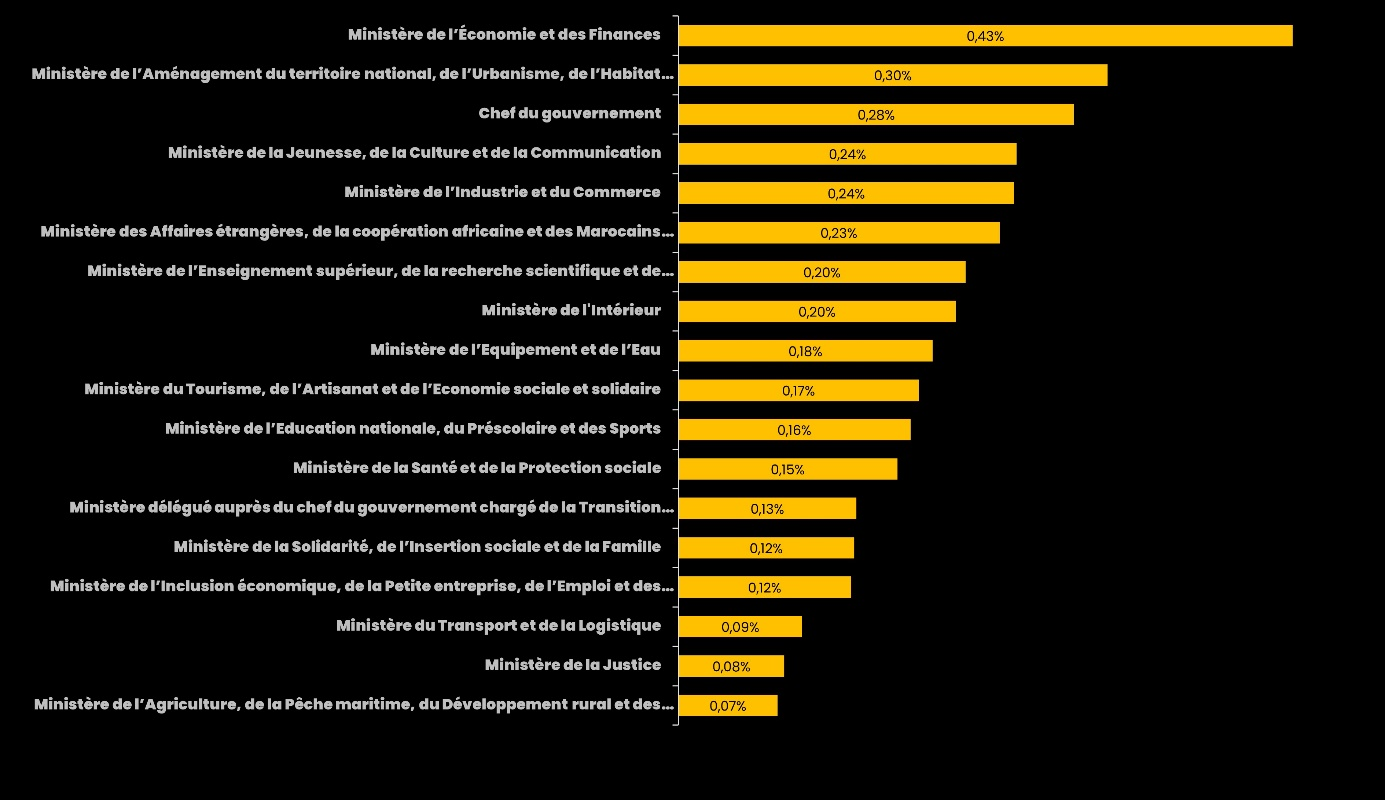 Ministère de l’Économie et des Finances 0,43%
Ministère de l’Aménagement du territoire national, de l’Urbanisme, de l’Habitat… 0,30%
Chef du gouvernement 0,28%
Ministère de la Jeunesse, de la Culture et de la Communication 0,24%
Ministère de l’Industrie et du Commerce 0,24%
Ministère des Affaires étrangères, de la coopération africaine et des Marocains… 0,23%
Ministère de l’Enseignement supérieur, de la recherche scientifique et de… 0,20%
Ministère de l'Intérieur 0,20%
Ministère de l’Equipement et de l’Eau 0,18%
Ministère du Tourisme, de l’Artisanat et de l’Economie sociale et solidaire 0,17%
Ministère de l’Education nationale, du Préscolaire et des Sports 0,16%
Ministère de la Santé et de la Protection sociale 0,15%
Ministère délégué auprès du chef du gouvernement chargé de la Transition… 0,13%
Ministère de la Solidarité, de l’Insertion sociale et de la Famille 0,12%
Ministère de l’Inclusion économique, de la Petite entreprise, de l’Emploi et des… 0,12%
Ministère du Transport et de la Logistique 0,09%
Ministère de la Justice 0,08%
Ministère de l’Agriculture, de la Pêche maritime, du Développement rural et des… 0,07%